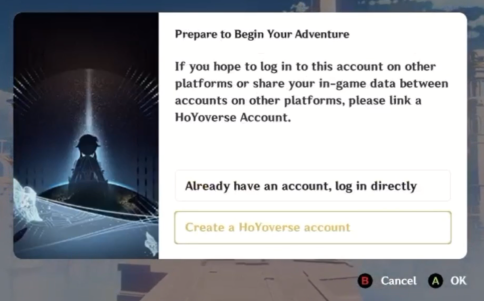 Prepare to Begin Your Adventure
If you hope to log in to this account on other
platforms or share your in-game data between
accounts on other platforms, please link a
HoYoverse Account.
Already have an account, log in directly
Create a HoYoverse account
B Cancel A OK